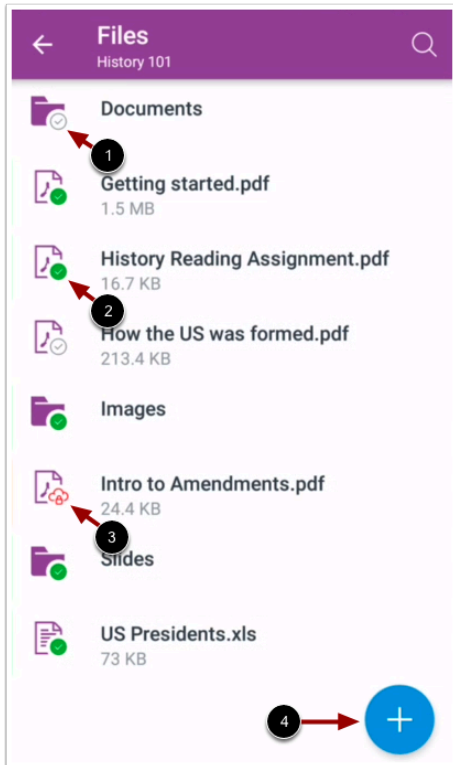 Files
History 101
Documents
1
Getting started.pdf
1.5 MB
History Reading Assignment.pdf
16.7 KB
2
How the US was formed.pdf
213.4 KB
Images
Intro to Amendments.pdf
24.4 KB
3
Slides
US Presidents.xls
73 KB
4